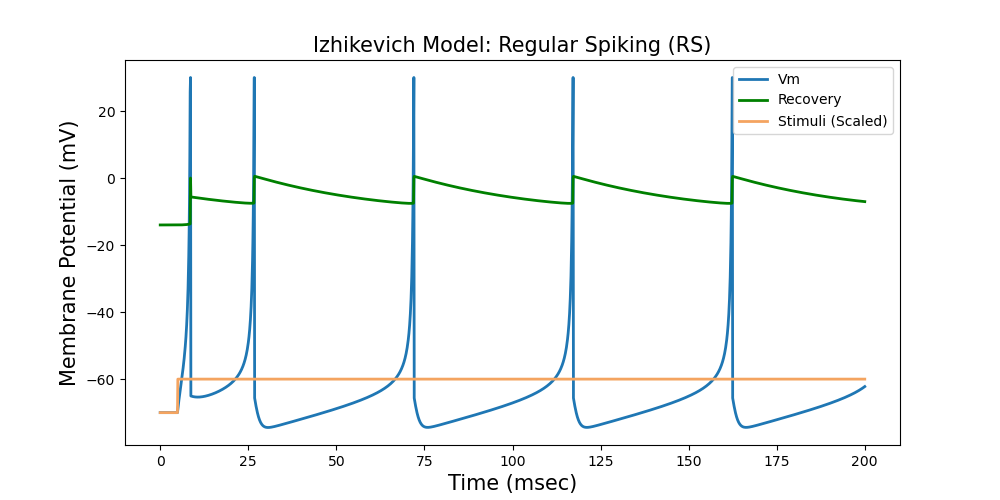 Izhikevich Model: Regular Spiking (RS)
Vm
Recovery
Stimuli (Scaled)
Membrane Potential (mV)
20
0
−20
−40
−60
0
25
50
75
100
125
150
175
200
Time (msec)